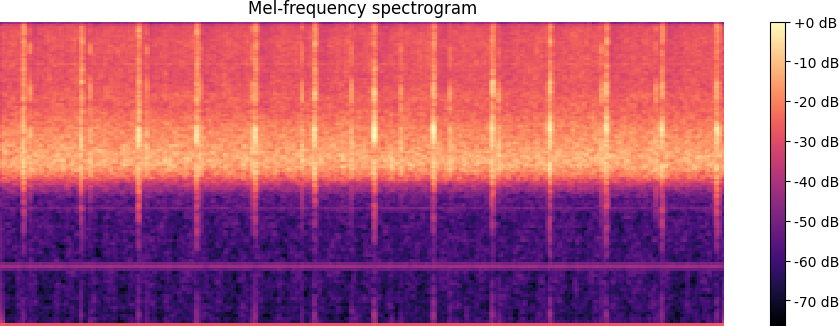 Mel-frequency spectrogram
+0 dB
-10 dB
-20 dB
-30 dB
-40 dB
-50 dB
-60 dB
-70 dB